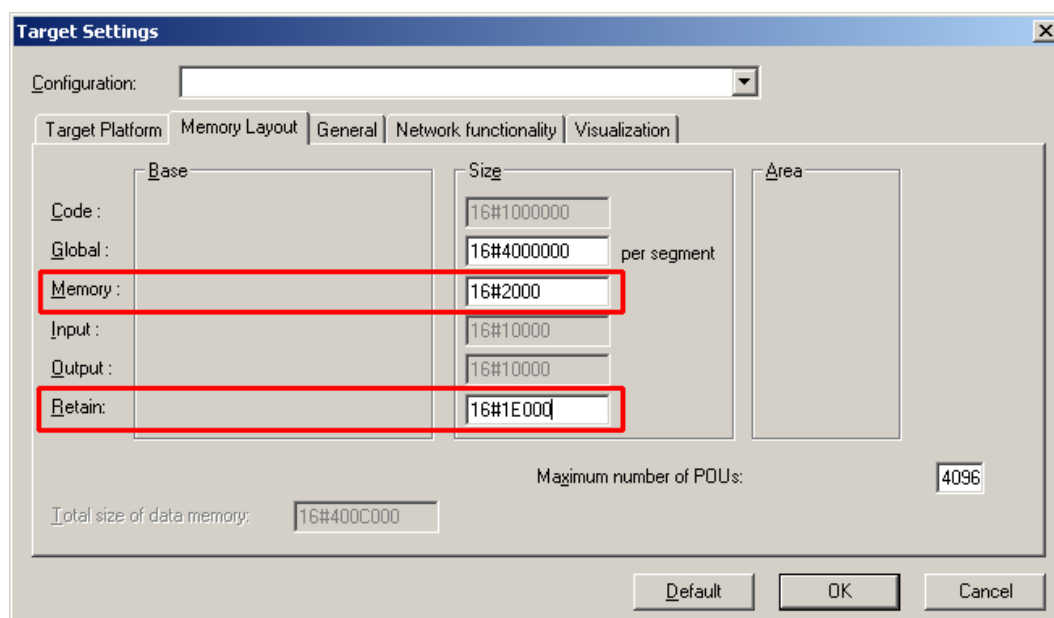 Target Settings
Configuration:
Target Platform Memory Layout General Network functionality Visualization
Base Size Area
Code : 16#1000000
Global : 16#4000000 per segment
Memory : 16#2000
Input : 16#10000
Output : 16#10000
Retain: 16#1E000
Maximum number of POUs: 4096
Total size of data memory: 16#400C000
Default OK Cancel